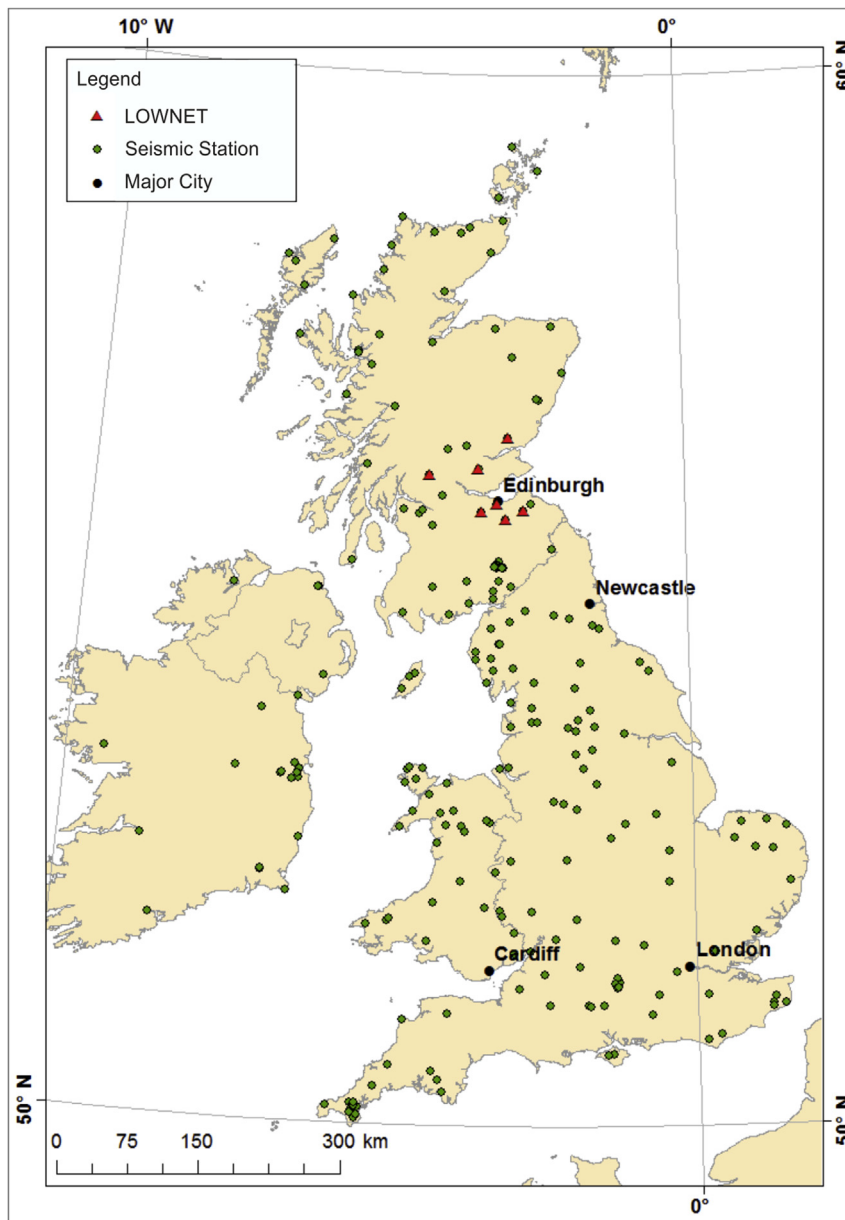 10° W
0°
60° N
Legend
LOWNET
Seismic Station
Major City
Edinburgh
Newcastle
Cardiff
London
50° N
50° N
0 75 150 300 km
0°